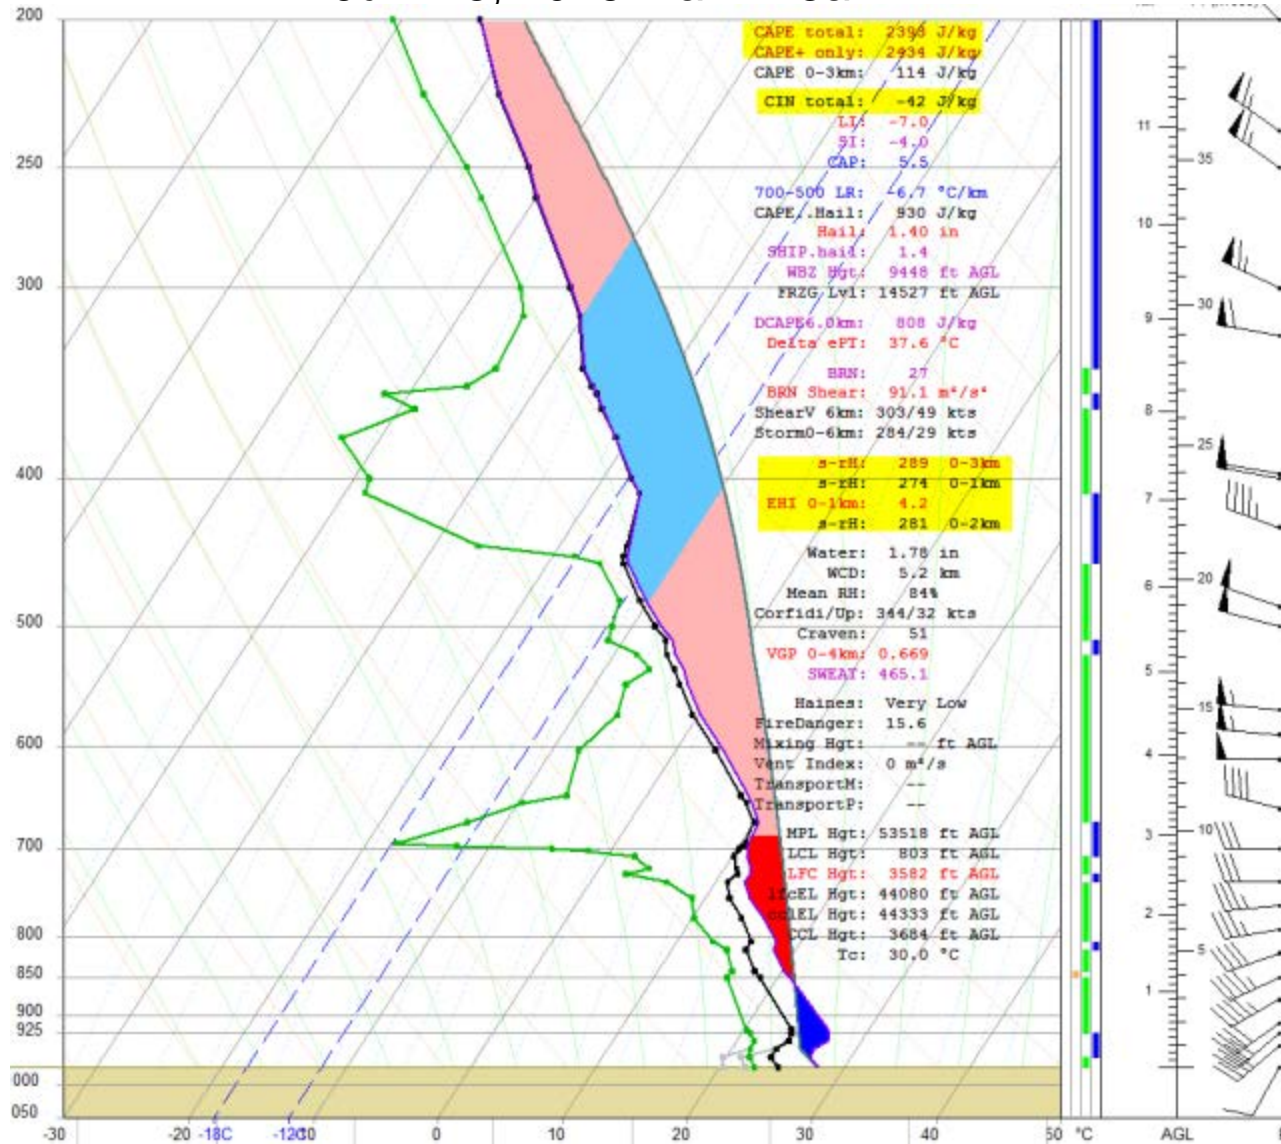 200
CAPE total: 2393 J/kg
CAPE+ only: 2434 J/kg
CAPE 0-3km: 114 J/kg
CIN total: -42 J/kg
LI: -7.0
SI: -4.0
CAP: 5.5
11
35
250
700-500 LR: -6.7 °C/km
CAPE..Hail: 930 J/kg
Hail: 1.40 in
SHIP.hail: 1.4
WBZ Hgt: 9448 ft AGL
FRZG Lvl: 14527 ft AGL
10
300
30
9
DCAPE6.0km: 808 J/kg
Delta ePT: 37.6 °C
BRN: 27
BRN Shear: 91.1 m²/s²
ShearV 6km: 303/49 kts
Storm0-6km: 284/29 kts
8
25
400
s-rH: 289 0-3km
s-rH: 274 0-1km
EHI 0-1km: 4.2
s-rH: 281 0-2km
7
Water: 1.78 in
WCD: 5.2 km
Mean RH: 84%
Corfidi/Up: 344/32 kts
Craven: 51
VGP 0-4km: 0.669
SWEAT: 465.1
6
20
500
5
Haines: Very Low
FireDanger: 15.6
Mixing Hgt: -- ft AGL
Vent Index: 0 m²/s
TransportM: --
TransportP: --
15
600
4
700
MPL Hgt: 53518 ft AGL
LCL Hgt: 803 ft AGL
LFC Hgt: 3582 ft AGL
lfcEL Hgt: 44080 ft AGL
cclEL Hgt: 44333 ft AGL
CCL Hgt: 3684 ft AGL
Tc: 30.0 °C
3
10
800
2
5
850
1
900
925
000
050
-30 -20 -18C -12C 0 10 20 30 40 50 °C AGL